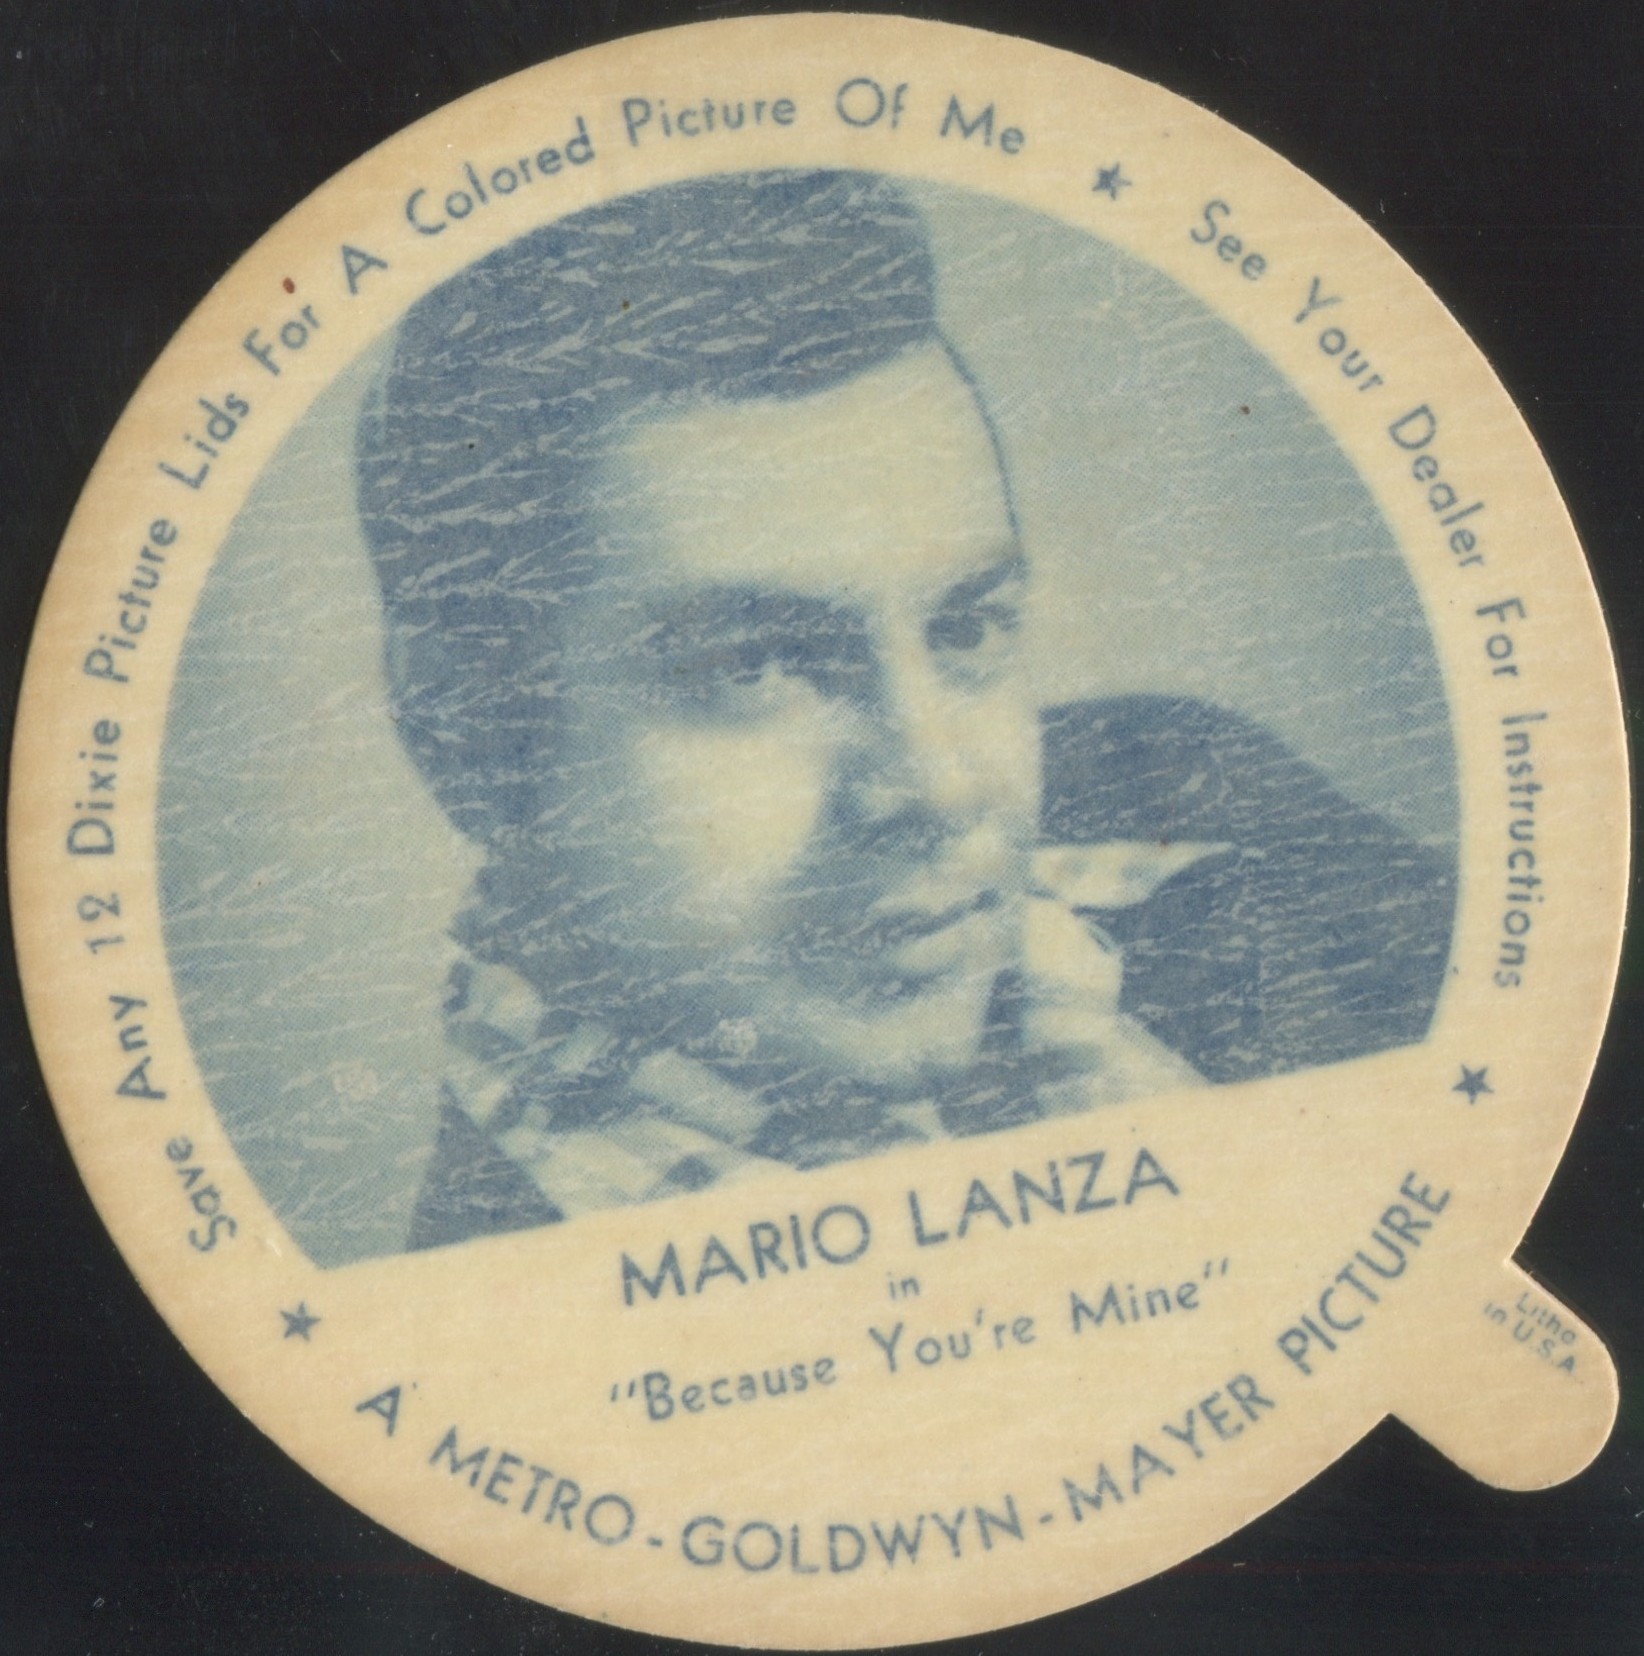 Save Any 12 Dixie Picture Lids For A Colored Picture Of Me ★ See Your Dealer For Instructions ★
MARIO LANZA
in
"Because You're Mine"
★ A METRO-GOLDWYN-MAYER PICTURE
Litho
in U.S.A.